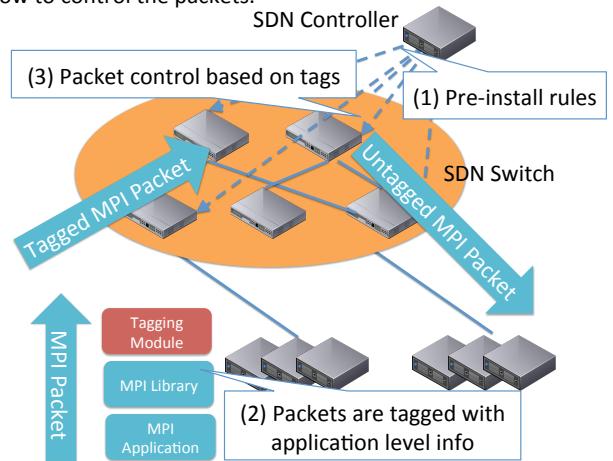 ow to control the packets.
SDN Controller
(3) Packet control based on tags
(1) Pre-install rules
SDN Switch
Tagged MPI Packet
Untagged MPI Packet
MPI Packet
Tagging
Module
MPI Library
MPI
Application
(2) Packets are tagged with
application level info